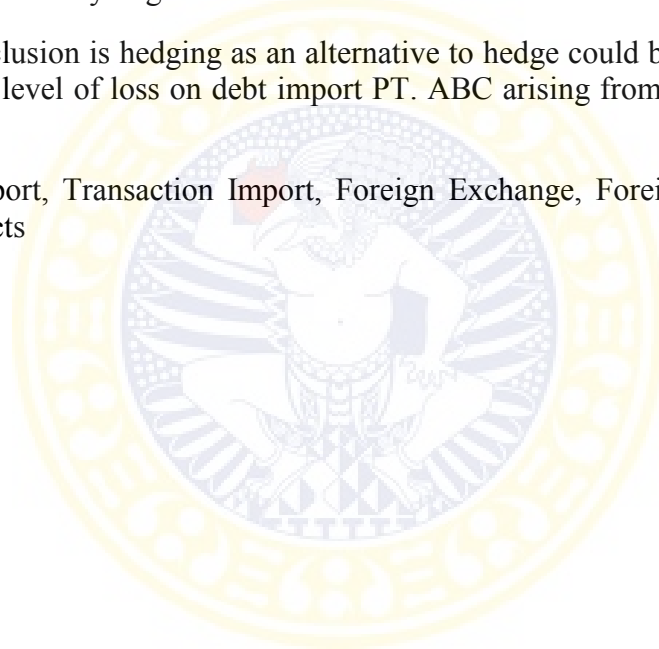 clusion is hedging as an alternative to hedge could b
level of loss on debt import PT. ABC arising from
port, Transaction Import, Foreign Exchange, Forei
ets